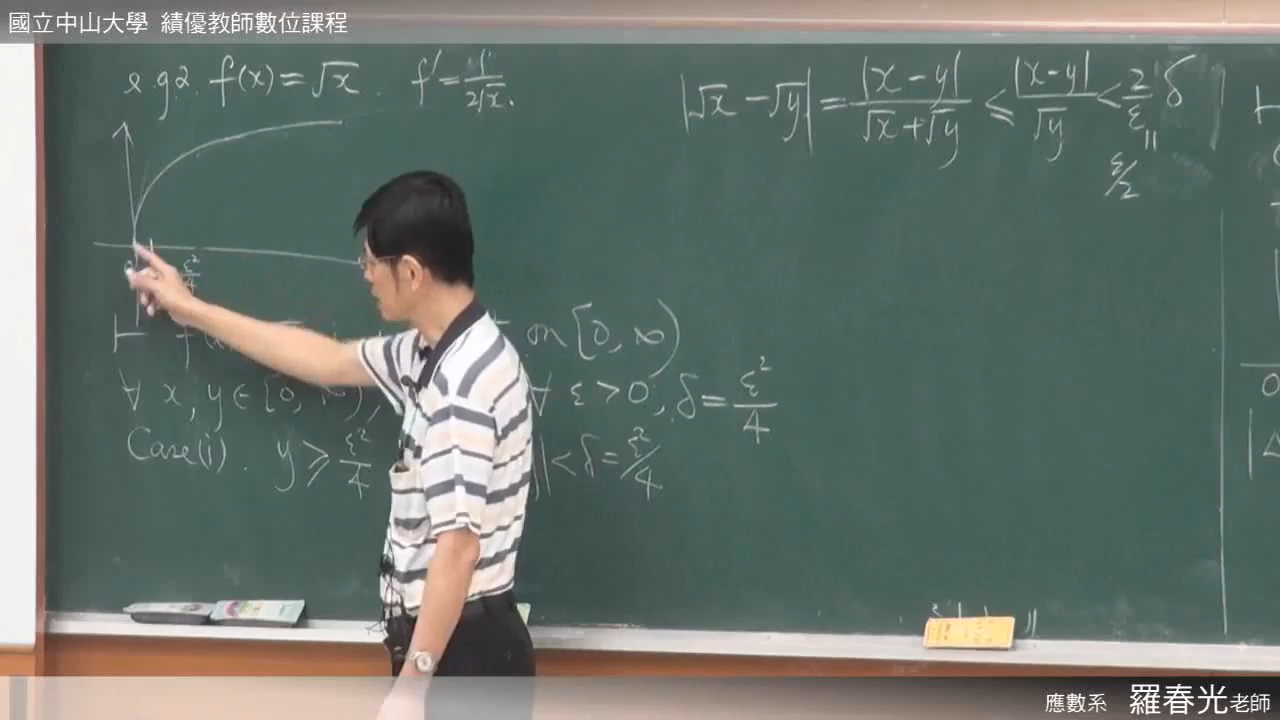 國立中山大學 績優教師數位課程
e.g.2. f(x)=√x. f'=1/2√x.
|√x-√y|=|x-y|/√x+√y≤|x-y|/√y<2/ε δ
ε/2
ε²/4
on [0,∞)
∀ x, y∈[0,∞), ∀ ε>0, δ=ε²/4
Case(i). y≥ε²/4 |<δ=ε²/4
應數系 羅春光老師